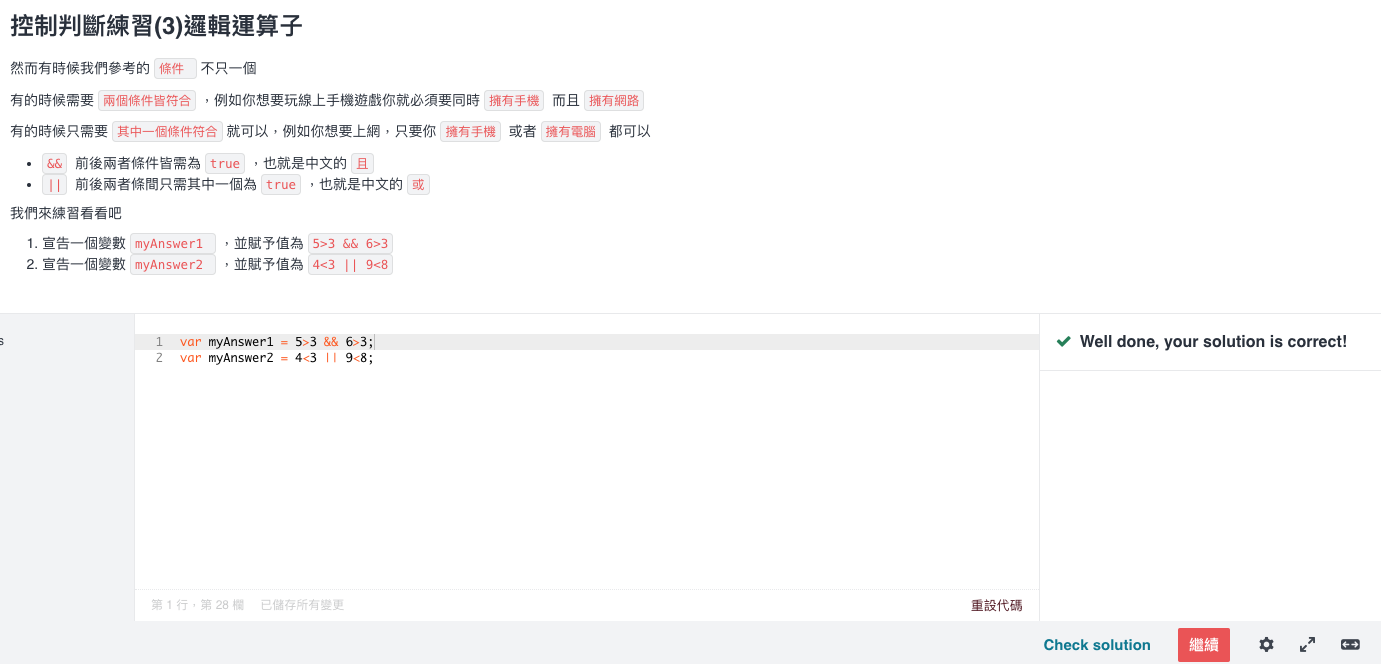 控制判斷練習(3)邏輯運算子
然而有時候我們參考的 條件 不只一個
有的時候需要 兩個條件皆符合 ，例如你想要玩線上手機遊戲你就必須要同時 擁有手機 而且 擁有網路
有的時候只需要 其中一個條件符合 就可以，例如你想要上網，只要你 擁有手機 或者 擁有電腦 都可以
• && 前後兩者條件皆需為 true ，也就是中文的 且
• || 前後兩者條間只需其中一個為 true ，也就是中文的 或
我們來練習看看吧
1. 宣告一個變數 myAnswer1 ，並賦予值為 5>3 && 6>3
2. 宣告一個變數 myAnswer2 ，並賦予值為 4<3 || 9<8
s
1 var myAnswer1 = 5>3 && 6>3;
2 var myAnswer2 = 4<3 || 9<8;
Well done, your solution is correct!
第 1 行，第 28 欄 已儲存所有變更
重設代碼
Check solution
繼續